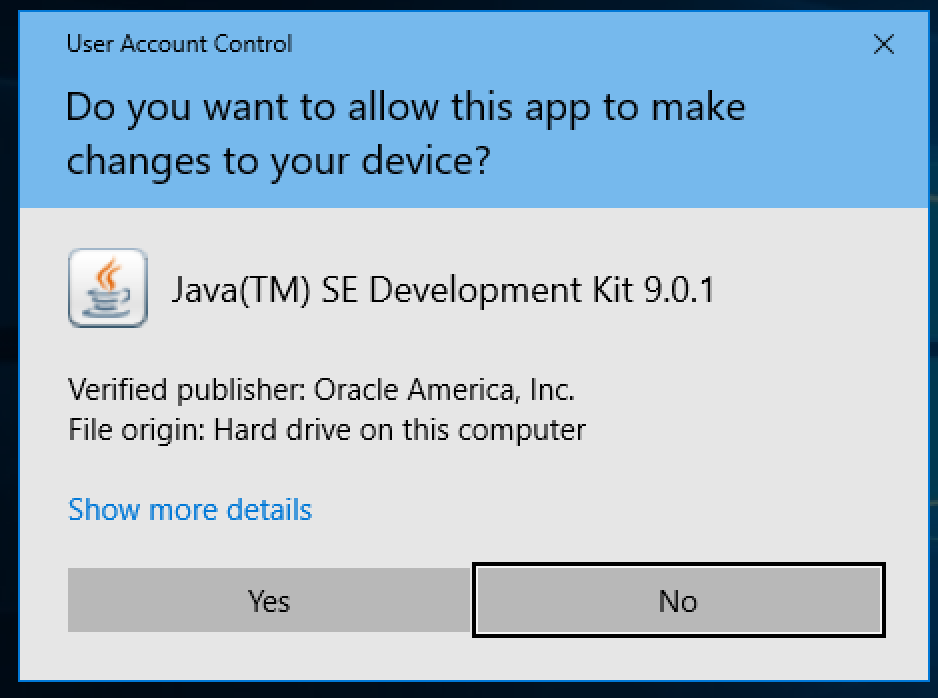 User Account Control
Do you want to allow this app to make
changes to your device?
Java(TM) SE Development Kit 9.0.1
Verified publisher: Oracle America, Inc.
File origin: Hard drive on this computer
Show more details
Yes
No